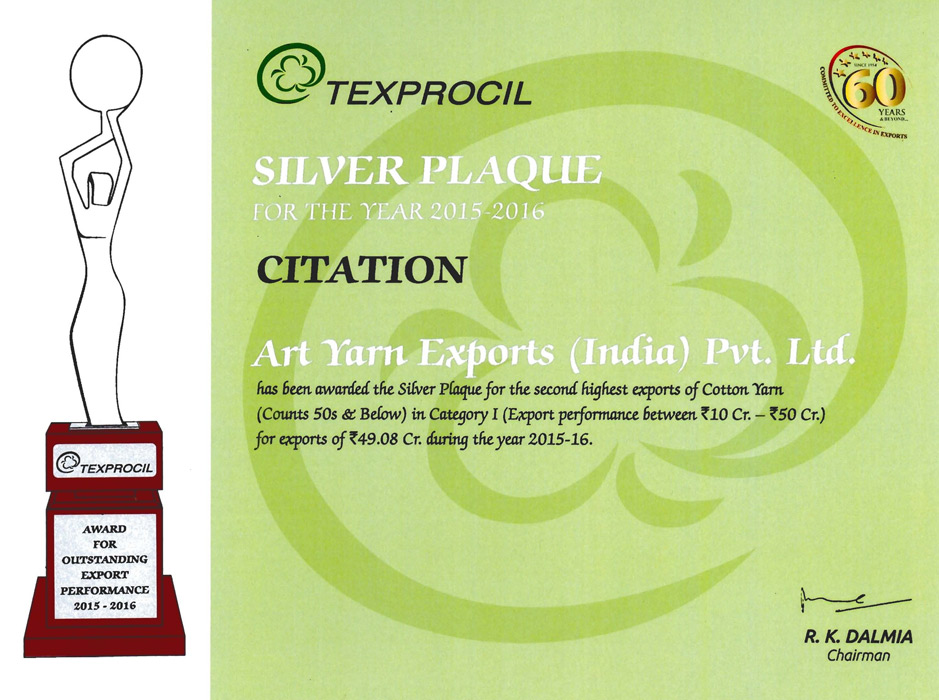 TEXPROCIL
SINCE 1954
60
YEARS
& BEYOND...
COMMITTED TO EXCELLENCE IN EXPORTS
SILVER PLAQUE
FOR THE YEAR 2015-2016
CITATION
Art Yarn Exports (India) Pvt. Ltd.
has been awarded the Silver Plaque for the second highest exports of Cotton Yarn
(Counts 50s & Below) in Category I (Export performance between ₹10 Cr. – ₹50 Cr.)
for exports of ₹49.08 Cr. during the year 2015-16.
R. K. DALMIA
Chairman
TEXPROCIL
AWARD
FOR
OUTSTANDING
EXPORT
PERFORMANCE
2015 - 2016